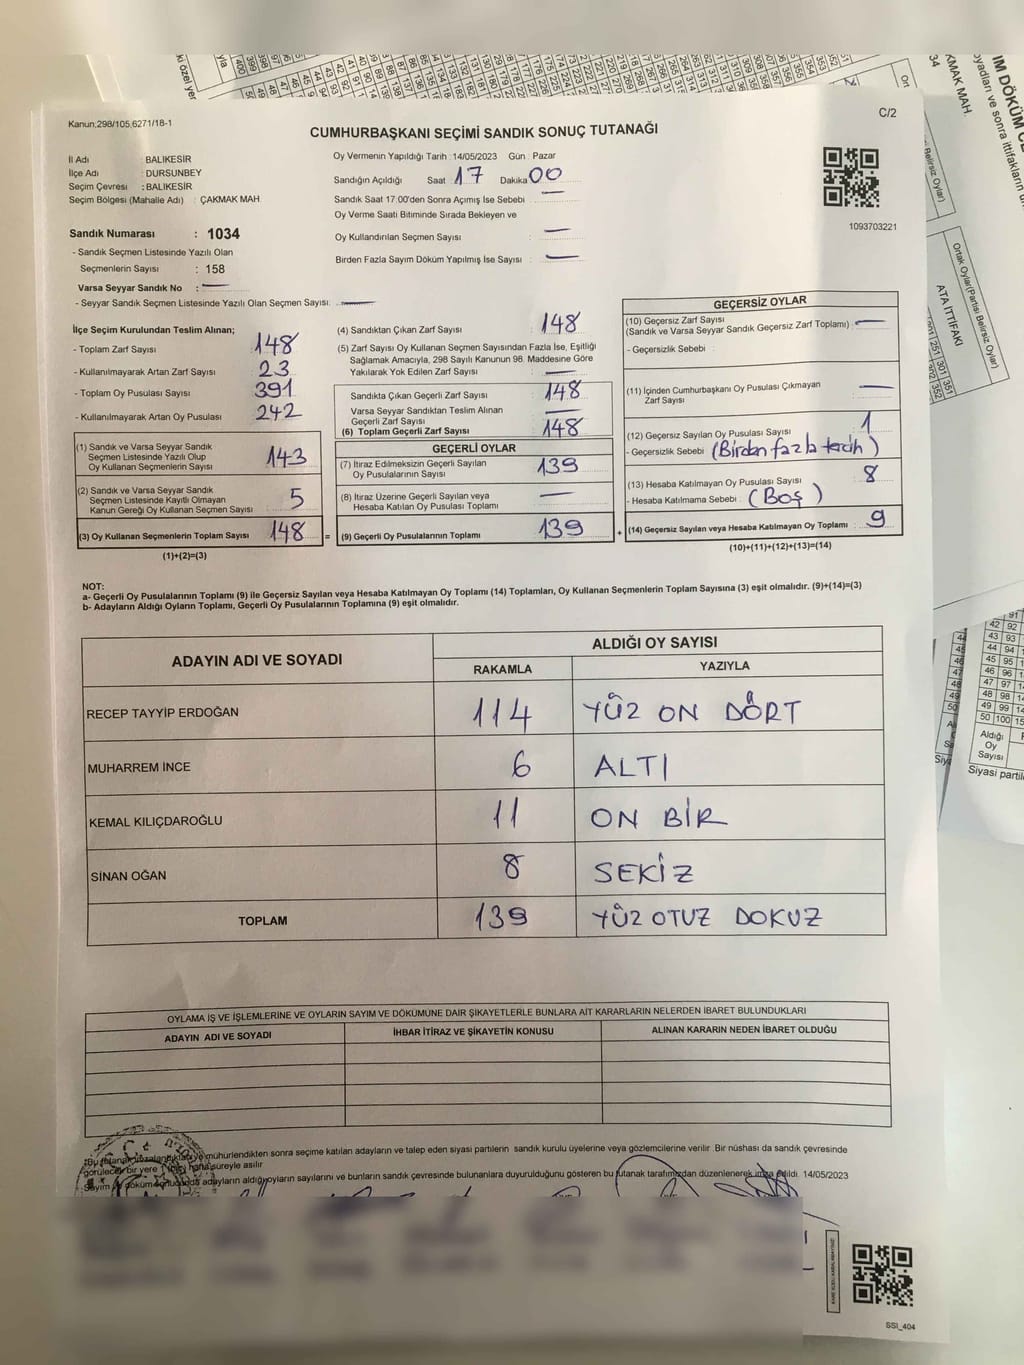 Kanun:298/105,6271/18-1
C/2
CUMHURBAŞKANI SEÇİMİ SANDIK SONUÇ TUTANAĞI
İl Adı : BALIKESİR
İlçe Adı : DURSUNBEY
Seçim Çevresi : BALIKESİR
Seçim Bölgesi (Mahalle Adı) : ÇAKMAK MAH.
Sandık Numarası : 1034
- Sandık Seçmen Listesinde Yazılı Olan
Seçmenlerin Sayısı : 158
Varsa Seyyar Sandık No : —
- Seyyar Sandık Seçmen Listesinde Yazılı Olan Seçmen Sayısı: —
Oy Vermenin Yapıldığı Tarih : 14/05/2023 Gün : Pazar
Sandığın Açıldığı Saat 17 Dakika 00
Sandık Saat 17:00'den Sonra Açımış İse Sebebi : —
Oy Verme Saati Bitiminde Sırada Bekleyen ve
Oy Kullandırılan Seçmen Sayısı : —
Birden Fazla Sayım Döküm Yapılmış İse Sayısı : —
1093703221
İlçe Seçim Kurulundan Teslim Alınan;
- Toplam Zarf Sayısı 148
- Kullanılmayarak Artan Zarf Sayısı 23
- Toplam Oy Pusulası Sayısı 391
- Kullanılmayarak Artan Oy Pusulası 242
(1) Sandık ve Varsa Seyyar Sandık
Seçmen Listesinde Yazılı Olup
Oy Kullanan Seçmenlerin Sayısı 143
(2) Sandık ve Varsa Seyyar Sandık
Seçmen Listesinde Kayıtlı Olmayan
Kanun Gereği Oy Kullanan Seçmen Sayısı 5
(3) Oy Kullanan Seçmenlerin Toplam Sayısı 148 =
(1)+(2)=(3)
(4) Sandıktan Çıkan Zarf Sayısı 148
(5) Zarf Sayısı Oy Kullanan Seçmen Sayısından Fazla İse, Eşitliği
Sağlamak Amacıyla, 298 Sayılı Kanunun 98. Maddesine Göre
Yakılarak Yok Edilen Zarf Sayısı : —
Sandıkta Çıkan Geçerli Zarf Sayısı 148
Varsa Seyyar Sandıktan Teslim Alınan
Geçerli Zarf Sayısı —
(6) Toplam Geçerli Zarf Sayısı 148
GEÇERLİ OYLAR
(7) İtiraz Edilmeksizin Geçerli Sayılan
Oy Pusulalarının Sayısı 139
(8) İtiraz Üzerine Geçerli Sayılan veya
Hesaba Katılan Oy Pusulası Toplamı —
(9) Geçerli Oy Pusulalarının Toplamı 139 +
GEÇERSİZ OYLAR
(10) Geçersiz Zarf Sayısı
(Sandık ve Varsa Seyyar Sandık Geçersiz Zarf Toplamı) : —
- Geçersizlik Sebebi :
(11) İçinden Cumhurbaşkanı Oy Pusulası Çıkmayan
Zarf Sayısı : —
(12) Geçersiz Sayılan Oy Pusulası Sayısı : 1
- Geçersizlik Sebebi : (Birden fazla tercih)
(13) Hesaba Katılmayan Oy Pusulası Sayısı : 8
- Hesaba Katılmama Sebebi : (Boş)
(14) Geçersiz Sayılan veya Hesaba Katılmayan Oy Toplamı : 9
(10)+(11)+(12)+(13)=(14)
NOT:
a- Geçerli Oy Pusulalarının Toplamı (9) ile Geçersiz Sayılan veya Hesaba Katılmayan Oy Toplamı (14) Toplamları, Oy Kullanan Seçmenlerin Toplam Sayısına (3) eşit olmalıdır. (9)+(14)=(3)
b- Adayların Aldığı Oyların Toplamı, Geçerli Oy Pusulalarının Toplamına (9) eşit olmalıdır.
ADAYIN ADI VE SOYADI
ALDIĞI OY SAYISI
RAKAMLA YAZIYLA
RECEP TAYYİP ERDOĞAN 114 YÜZ ON DÖRT
MUHARREM İNCE 6 ALTI
KEMAL KILIÇDAROĞLU 11 ON BİR
SİNAN OĞAN 8 SEKİZ
TOPLAM 139 YÜZ OTUZ DOKUZ
OYLAMA İŞ VE İŞLEMLERİNE VE OYLARIN SAYIM VE DÖKÜMÜNE DAİR ŞİKAYETLERLE BUNLARA AİT KARARLARIN NELERDEN İBARET BULUNDUKLARI
ADAYIN ADI VE SOYADI
İHBAR İTİRAZ VE ŞİKAYETİN KONUSU
ALINAN KARARIN NEDEN İBARET OLDUĞU
mühürlendikten sonra seçime katılan adayların ve talep eden siyasi partilerin sandık kurulu üyelerine veya gözlemcilerine verilir. Bir nüshası da sandık çevresinde
görülecek bir yere bir hafta süreyle asılır
adayların aldığı oyların sayılarını ve bunların sandık çevresinde bulunanlara duyurulduğunu gösteren bu tutanak tarafımızdan düzenlenerek imza edildi. 14/05/2023
SSI_404
ATA İTTİFAKI
Ortak Oylar(Partisi Belirsiz Oylar)
Aldığı
Oy
Sayısı